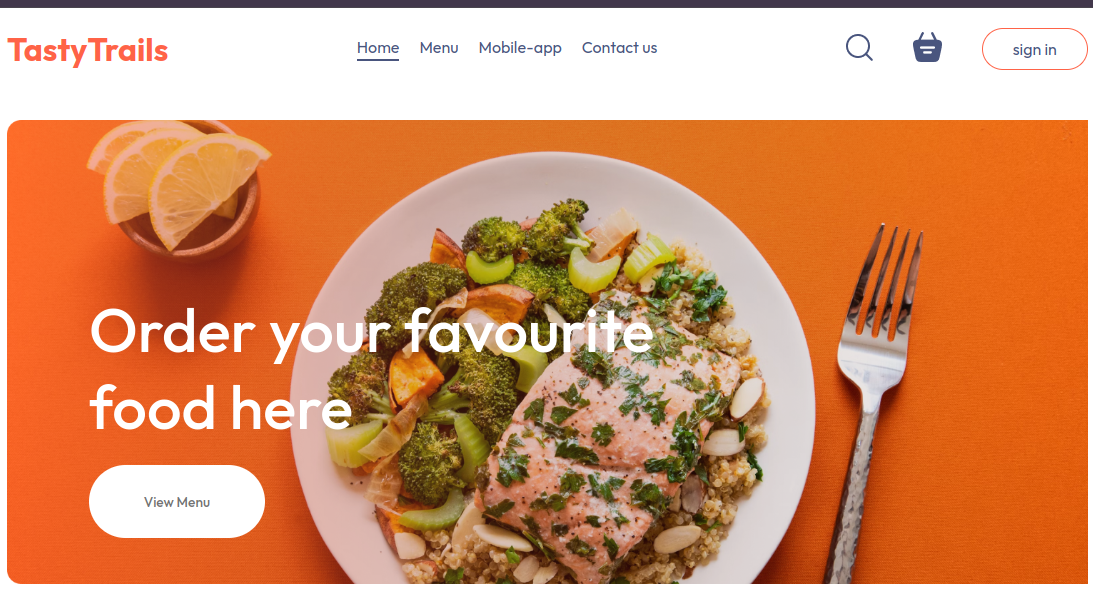 TastyTrails
Home Menu Mobile-app Contact us
sign in
Order your favourite
food here
View Menu